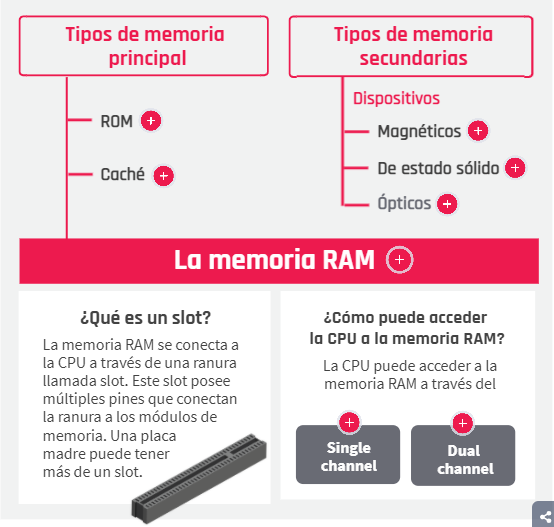 Tipos de memoria
principal
ROM
Caché
Tipos de memoria
secundarias
Dispositivos
Magnéticos
De estado sólido
Ópticos
La memoria RAM
¿Qué es un slot?
La memoria RAM se conecta a
la CPU a través de una ranura
llamada slot. Este slot posee
múltiples pines que conectan
la ranura a los módulos de
memoria. Una placa
madre puede tener
más de un slot.
¿Cómo puede acceder
la CPU a la memoria RAM?
La CPU puede acceder a la
memoria RAM a través del
Single
channel
Dual
channel